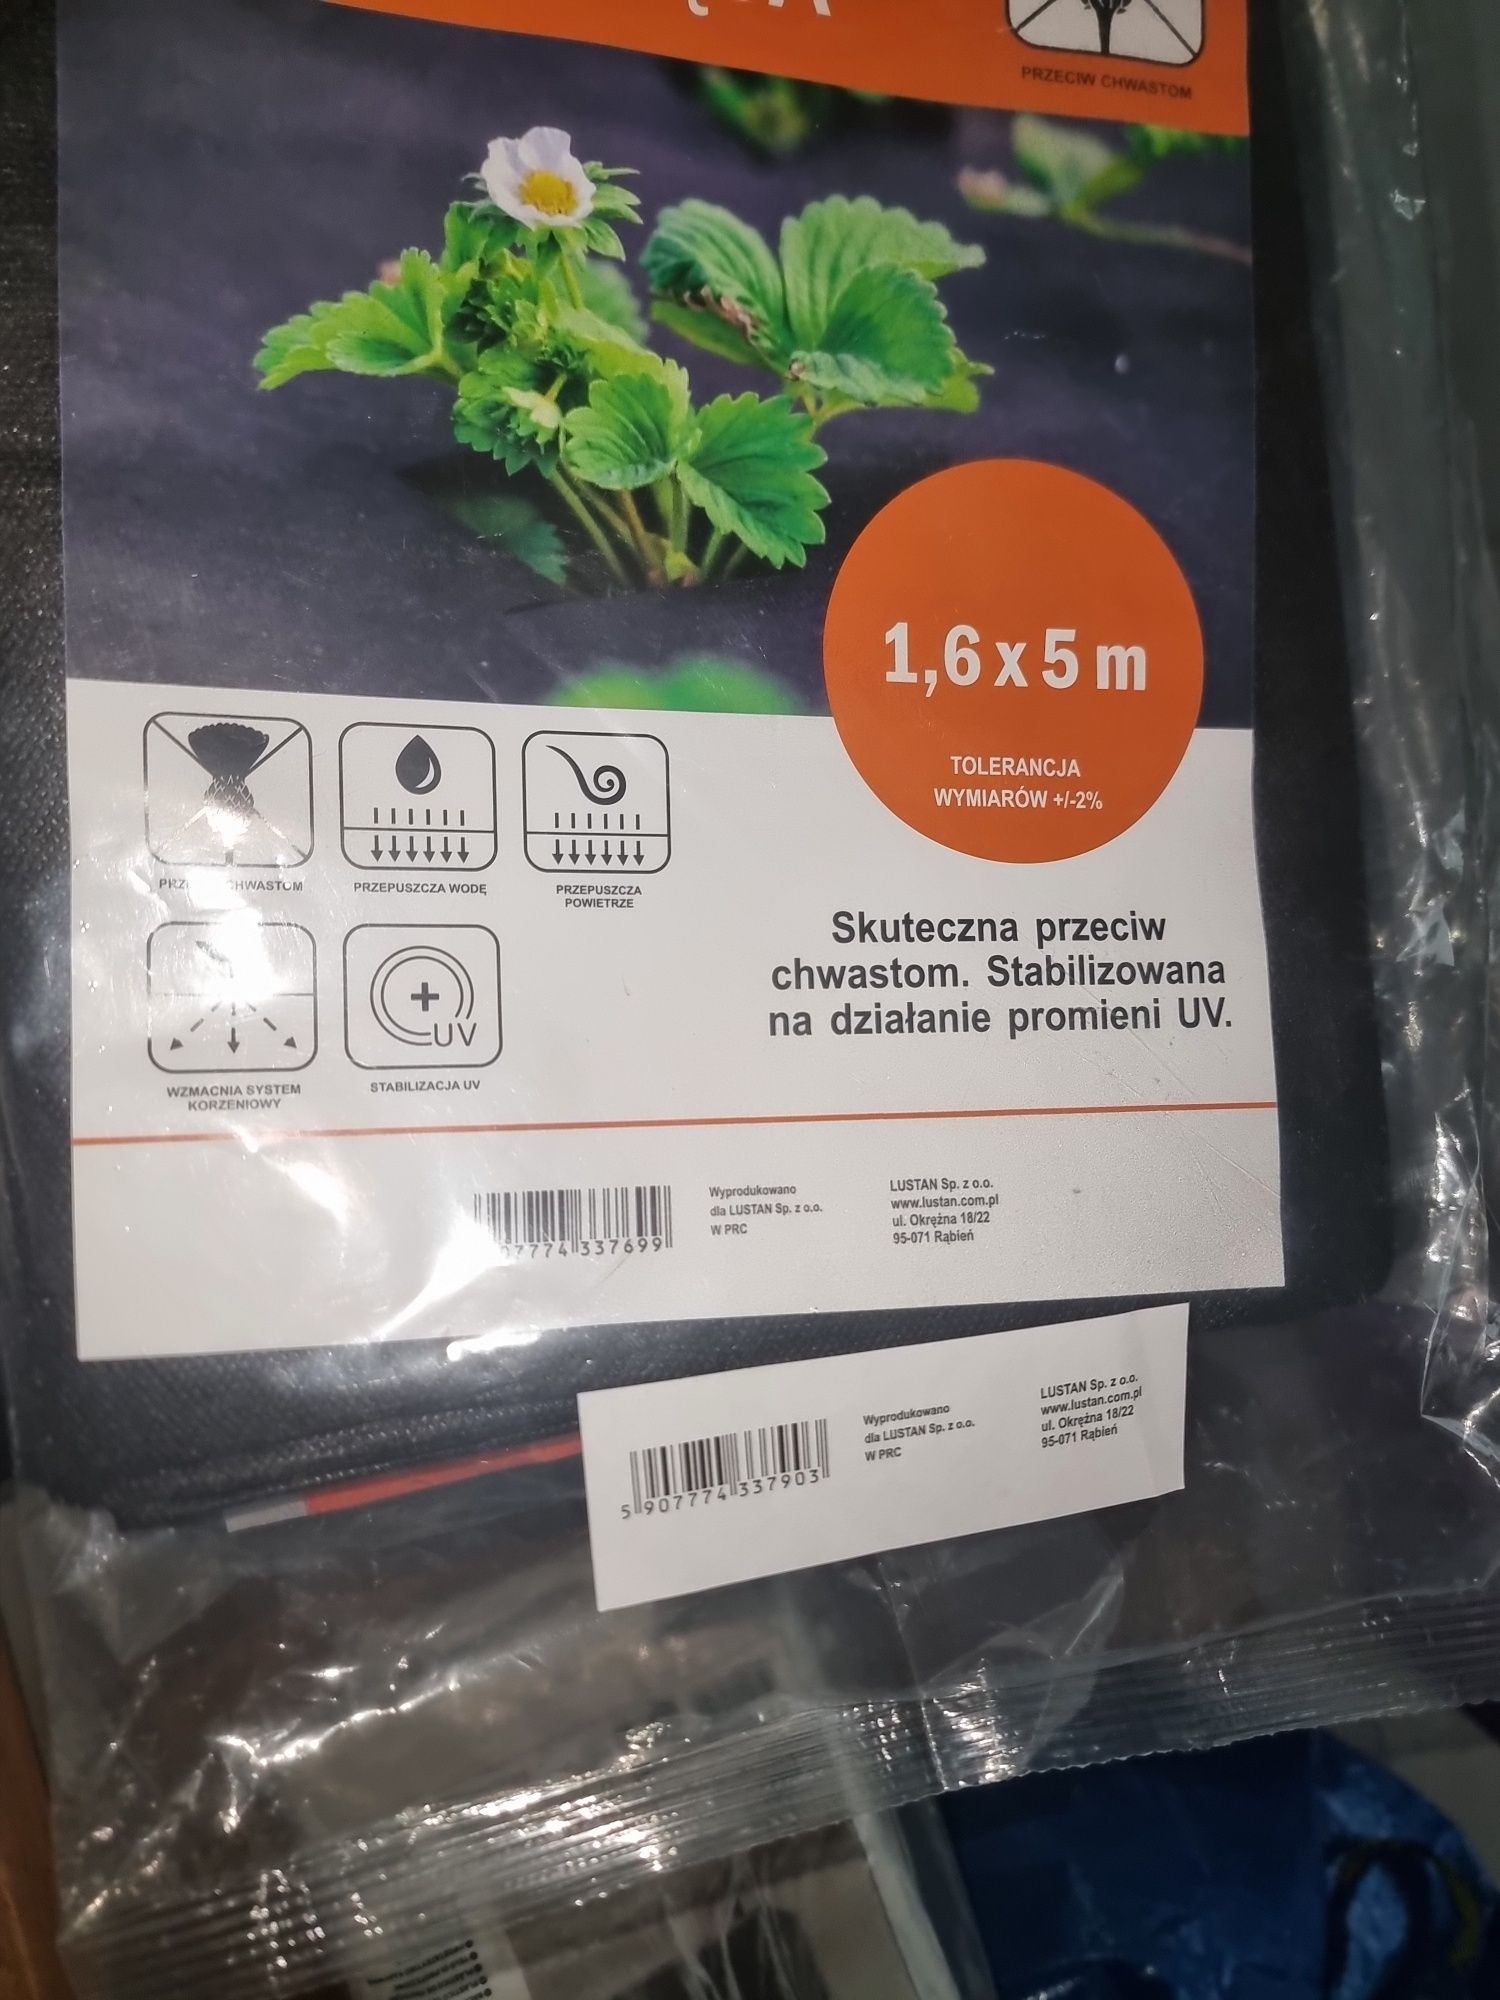 PRZECIW CHWASTOM
1,6 x 5 m
TOLERANCJA
WYMIARÓW +/-2%
CHWASTOM
PRZEPUSZCZA WODĘ
PRZEPUSZCZA
POWIETRZE
UV
WZMACNIA SYSTEM
KORZENIOWY
STABILIZACJA UV
Skuteczna przeciw
chwastom. Stabilizowana
na działanie promieni UV.
7774 337699
Wyprodukowano
dla LUSTAN Sp. z o.o.
W PRC
LUSTAN Sp. z o.o.
www.lustan.com.pl
ul. Okrężna 18/22
95-071 Rąbień
5 907774 337903
Wyprodukowano
dla LUSTAN Sp. z o.o.
W PRC
LUSTAN Sp. z o.o.
www.lustan.com.pl
ul. Okrężna 18/22
95-071 Rąbień